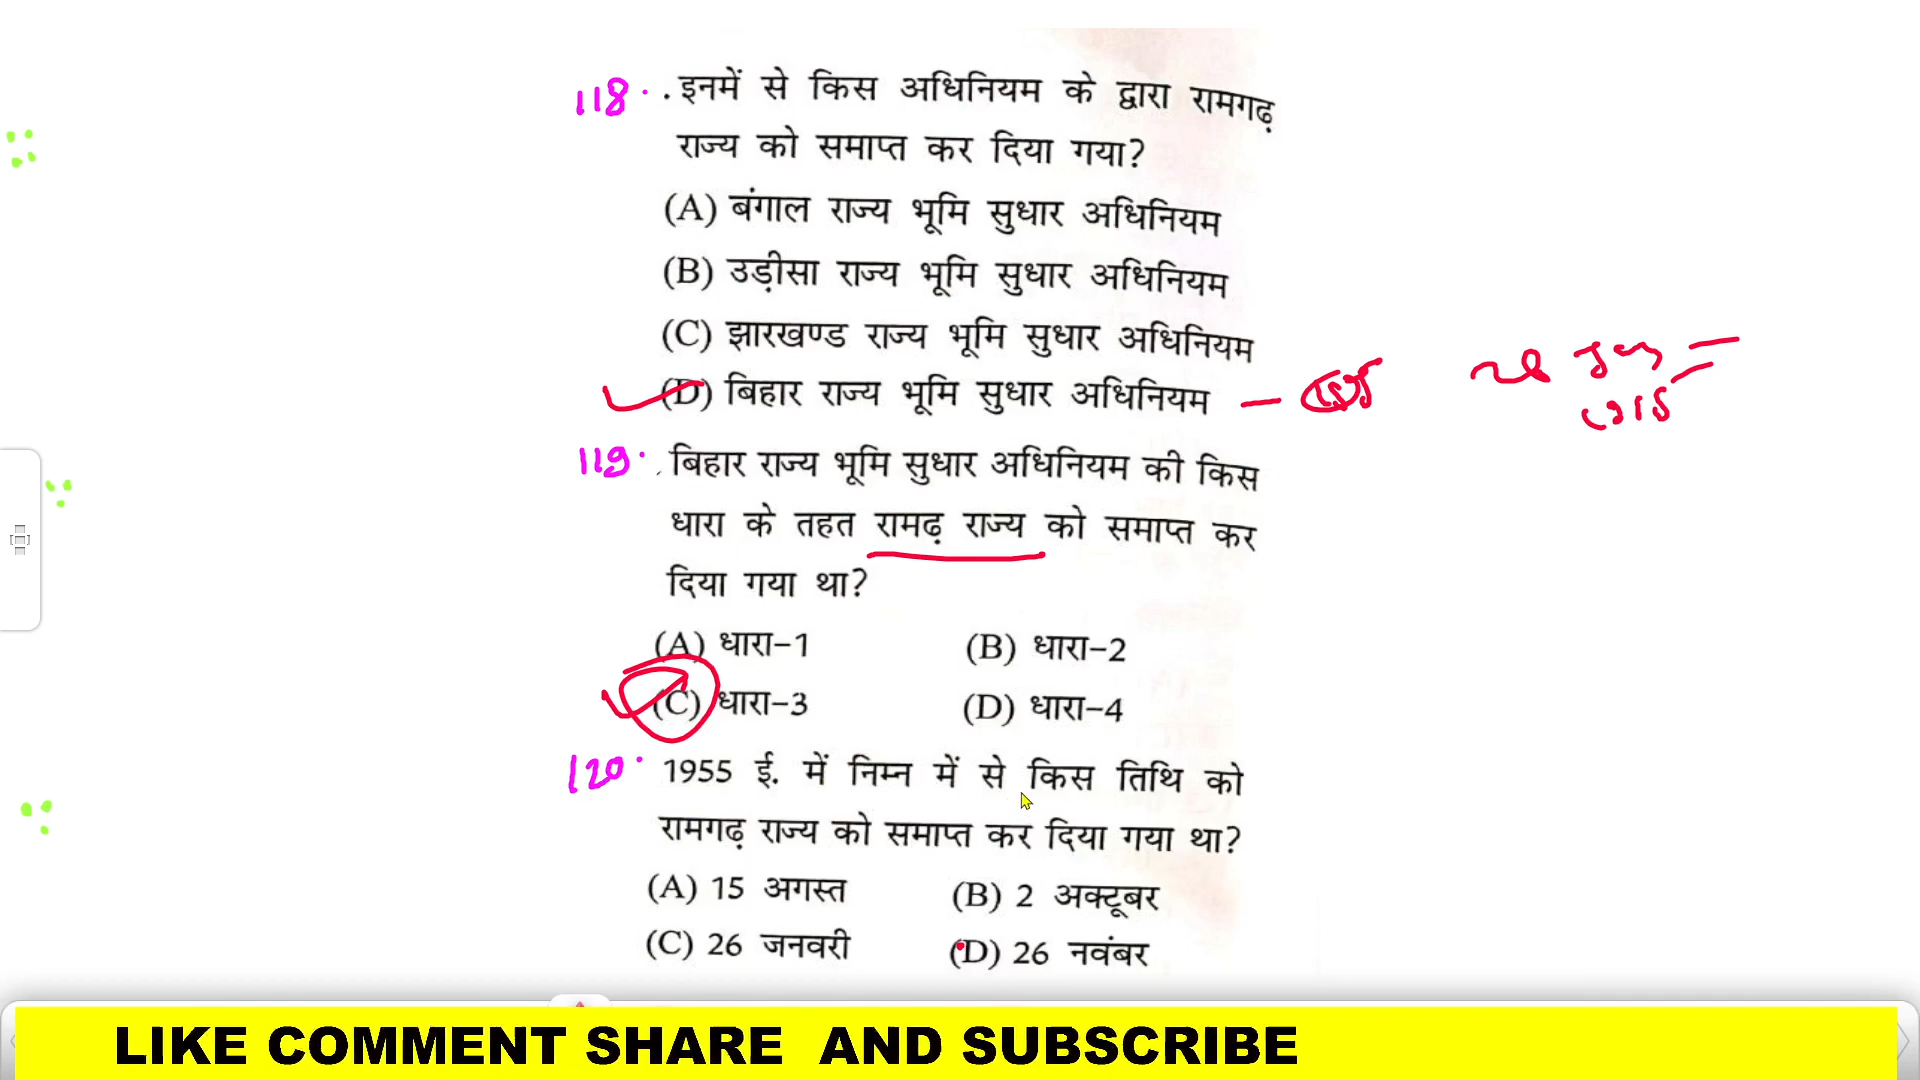 118. . इनमें से किस अधिनियम के द्वारा रामगढ़
राज्य को समाप्त कर दिया गया?
(A) बंगाल राज्य भूमि सुधार अधिनियम
(B) उड़ीसा राज्य भूमि सुधार अधिनियम
(C) झारखण्ड राज्य भूमि सुधार अधिनियम
(D) बिहार राज्य भूमि सुधार अधिनियम
119. बिहार राज्य भूमि सुधार अधिनियम की किस
धारा के तहत रामढ़ राज्य को समाप्त कर
दिया गया था?
(A) धारा-1 (B) धारा-2
(C) धारा-3 (D) धारा-4
120. 1955 ई. में निम्न में से किस तिथि को
रामगढ़ राज्य को समाप्त कर दिया गया था?
(A) 15 अगस्त (B) 2 अक्टूबर
(C) 26 जनवरी (D) 26 नवंबर
LIKE COMMENT SHARE AND SUBSCRIBE